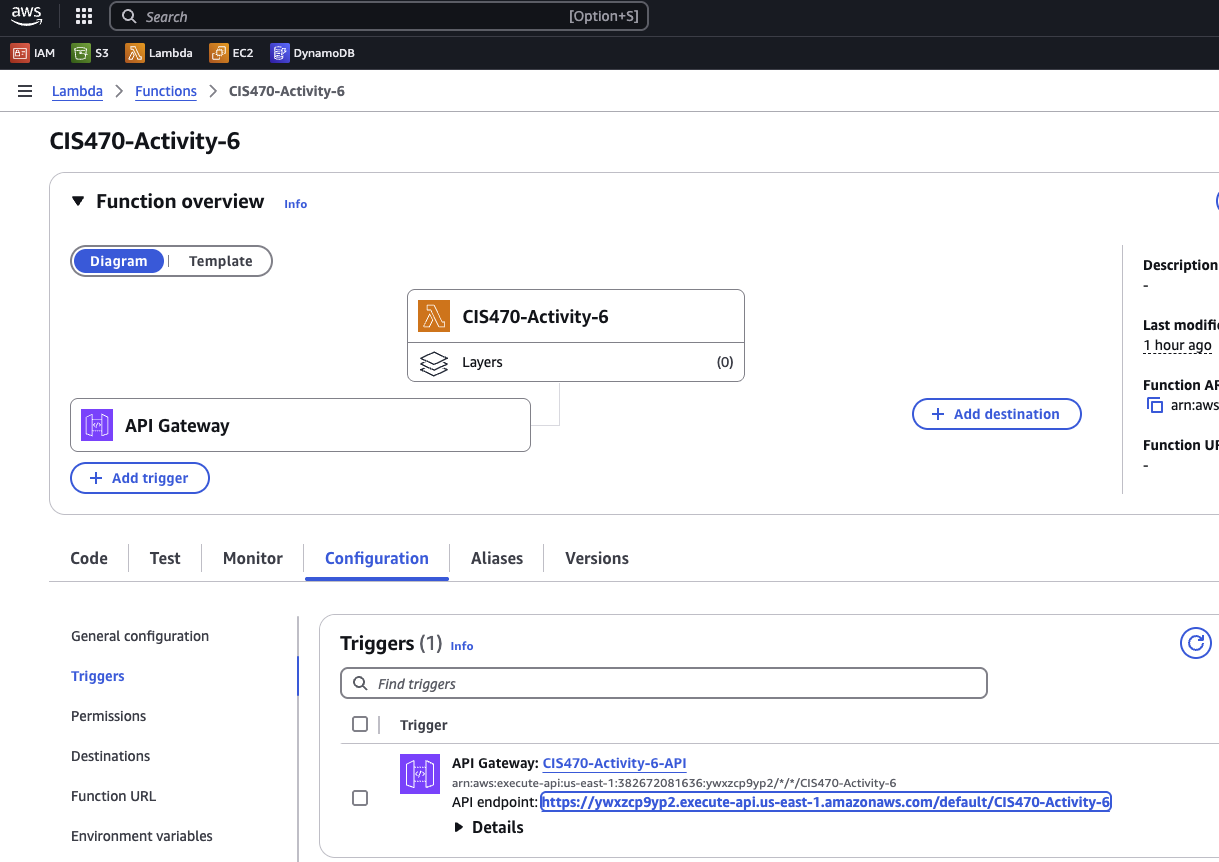 aws
Search [Option+S]
IAM S3 Lambda EC2 DynamoDB
Lambda > Functions > CIS470-Activity-6
CIS470-Activity-6
Function overview Info
Diagram | Template
CIS470-Activity-6
Layers (0)
API Gateway
+ Add trigger
+ Add destination
Description
-
Last modifi
1 hour ago
Function AR
arn:aws
Function UR
-
Code
Test
Monitor
Configuration
Aliases
Versions
General configuration
Triggers
Permissions
Destinations
Function URL
Environment variables
Triggers (1) Info
Find triggers
Trigger
API Gateway: CIS470-Activity-6-API
arn:aws:execute-api:us-east-1:382672081636:ywxzcp9yp2/*/*/CIS470-Activity-6
API endpoint: https://ywxzcp9yp2.execute-api.us-east-1.amazonaws.com/default/CIS470-Activity-6
Details